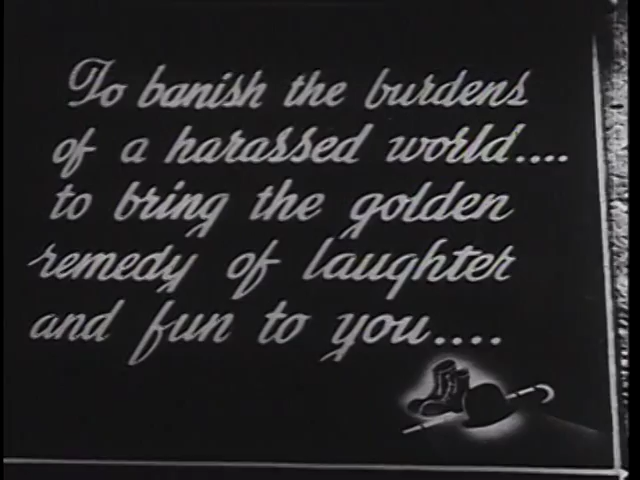 To banish the burdens
of a harassed world....
to bring the golden
remedy of laughter
and fun to you....